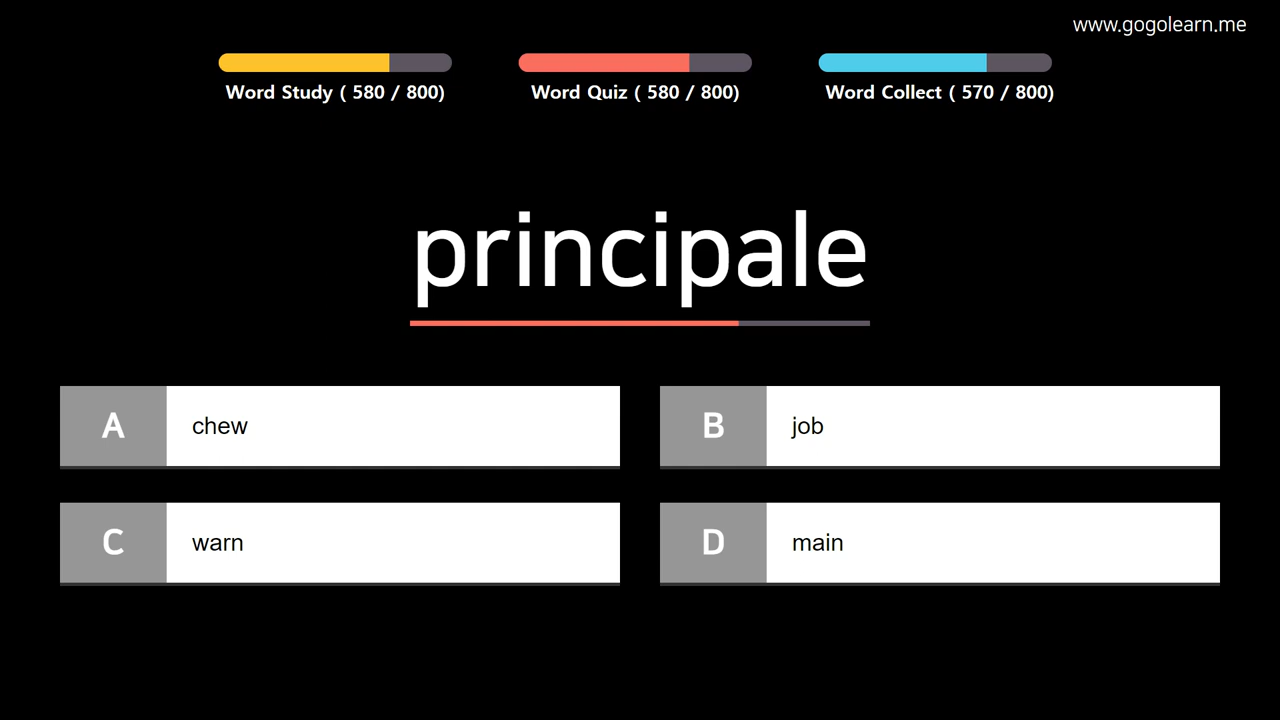 www.gogolearn.me
Word Study ( 580 / 800)
Word Quiz ( 580 / 800)
Word Collect ( 570 / 800)
principale
A chew
B job
C warn
D main